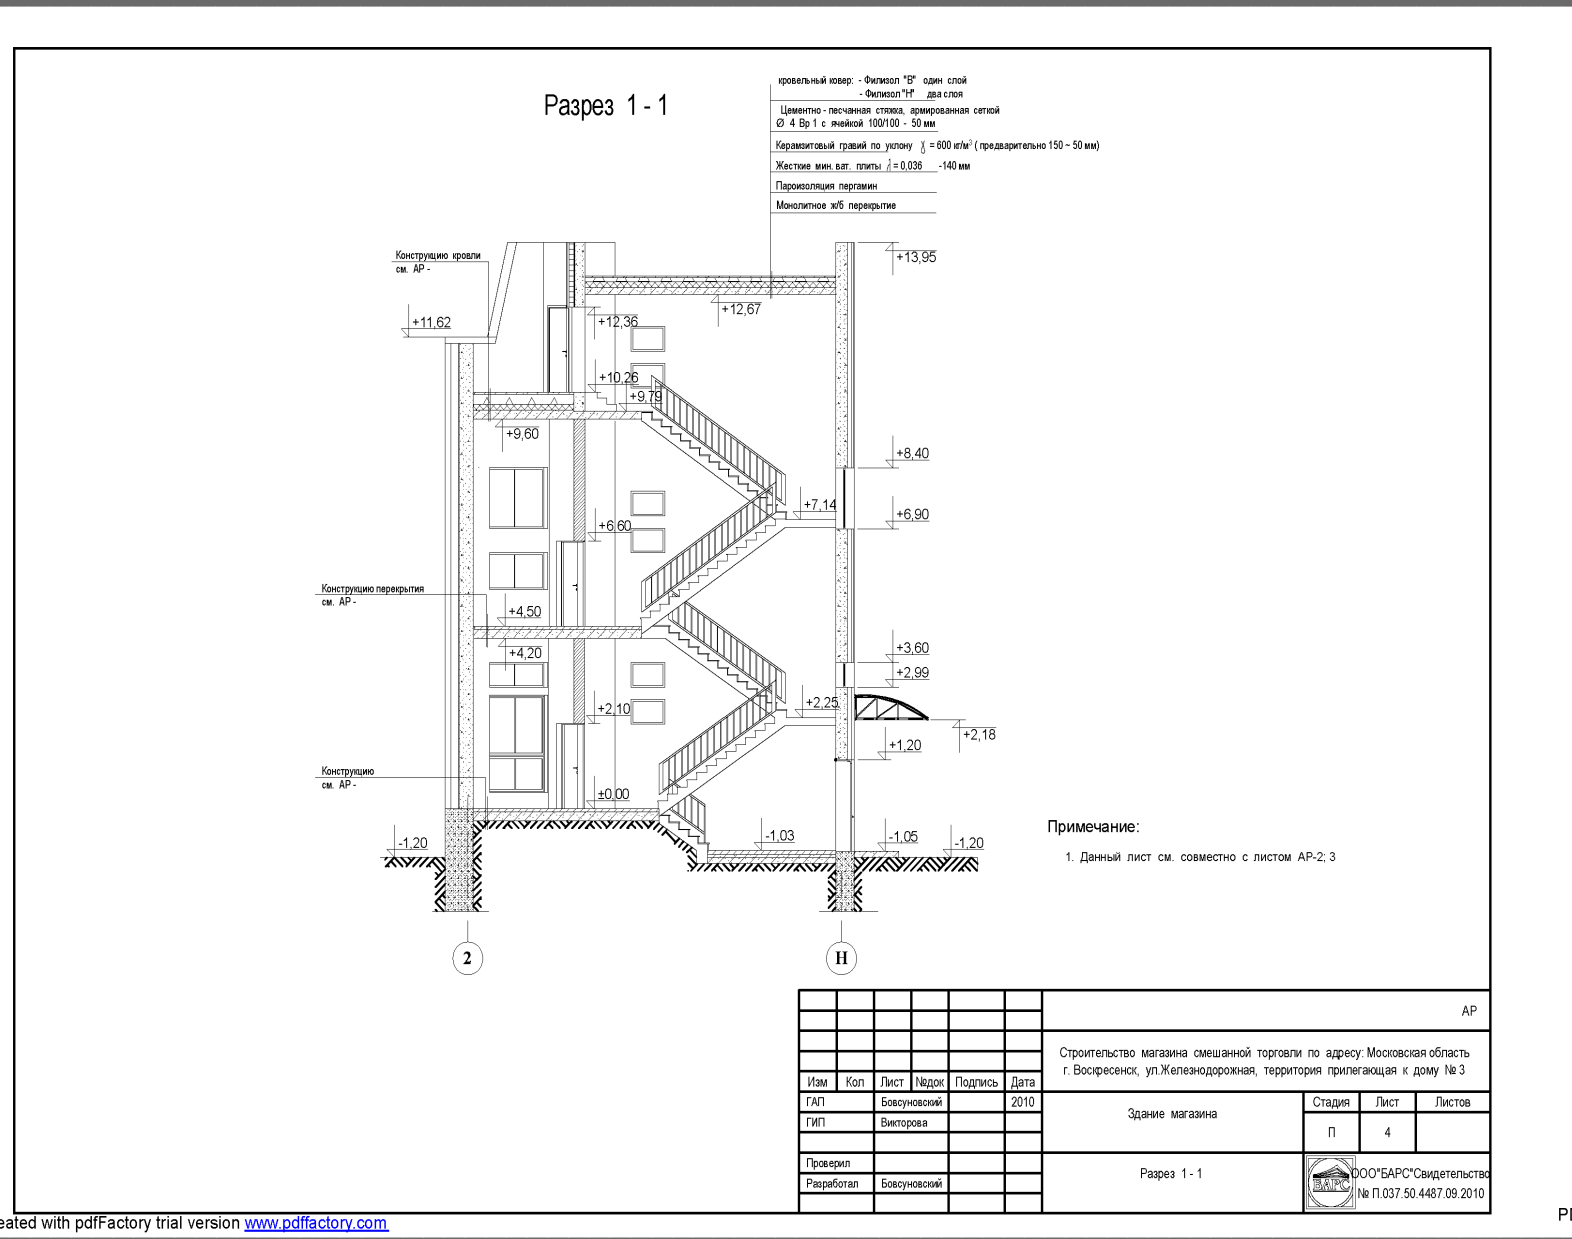 Разрез 1 - 1
кровельный ковер: - Филизол "В" один слой
- Филизол "Н" два слоя
Цементно - песчанная стяжка, армированная сеткой
Ø 4 Вр 1 с ячейкой 100/100 - 50 мм
Керамзитовый гравий по уклону γ = 600 кг/м³ ( предварительно 150 ~ 50 мм)
Жесткие мин. ват. плиты λ = 0,036 -140 мм
Пароизоляция пергамин
Монолитное ж/б перекрытие
Конструкцию кровли
см. АР -
+13,95
+12,67
+11,62
+12,36
+10,26
+9,79
+9,60
+8,40
+7,14
+6,90
+6,60
Конструкцию перекрытия
см. АР -
+4,50
+4,20
+3,60
+2,99
+2,25
+2,10
+2,18
+1,20
Конструкцию
см. АР -
±0,00
-1,20
-1,03
-1,05
-1,20
2
Н
Примечание:
1. Данный лист см. совместно с листом АР-2; 3
АР
Строительство магазина смешанной торговли по адресу: Московская область
г. Воскресенск, ул.Железнодорожная, территория прилегающая к дому № 3
Изм Кол Лист №док Подпись Дата
ГАП Бовсуновский 2010
ГИП Викторова
Проверил
Разработал Бовсуновский
Здание магазина
Стадия Лист Листов
П 4
Разрез 1 - 1
БАРС
ООО"БАРС"Свидетельство
№ П.037.50.4487.09.2010
eated with pdfFactory trial version www.pdffactory.com
PD